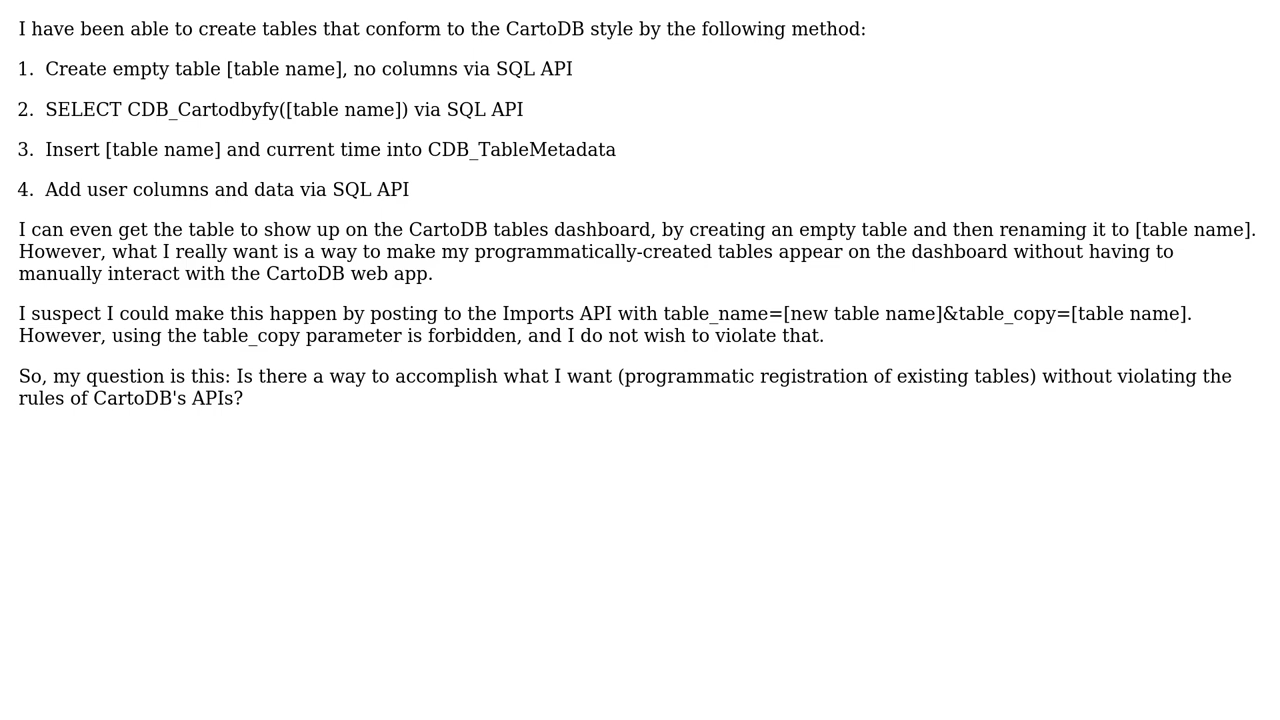 I have been able to create tables that conform to the CartoDB style by the following method:
1. Create empty table [table name], no columns via SQL API
2. SELECT CDB_Cartodbyfy([table name]) via SQL API
3. Insert [table name] and current time into CDB_TableMetadata
4. Add user columns and data via SQL API
I can even get the table to show up on the CartoDB tables dashboard, by creating an empty table and then renaming it to [table name].
However, what I really want is a way to make my programmatically-created tables appear on the dashboard without having to
manually interact with the CartoDB web app.
I suspect I could make this happen by posting to the Imports API with table_name=[new table name]&table_copy=[table name].
However, using the table_copy parameter is forbidden, and I do not wish to violate that.
So, my question is this: Is there a way to accomplish what I want (programmatic registration of existing tables) without violating the
rules of CartoDB's APIs?